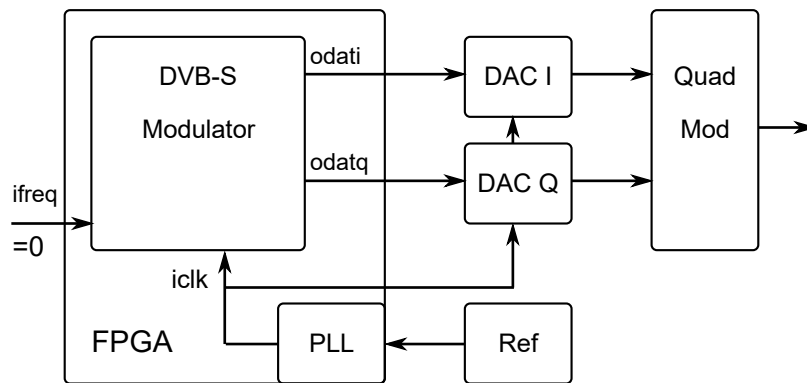 DVB-S
Modulator
odati
DAC I
Quad
Mod
odatq
DAC Q
ifreq
=0
iclk
FPGA
PLL
Ref